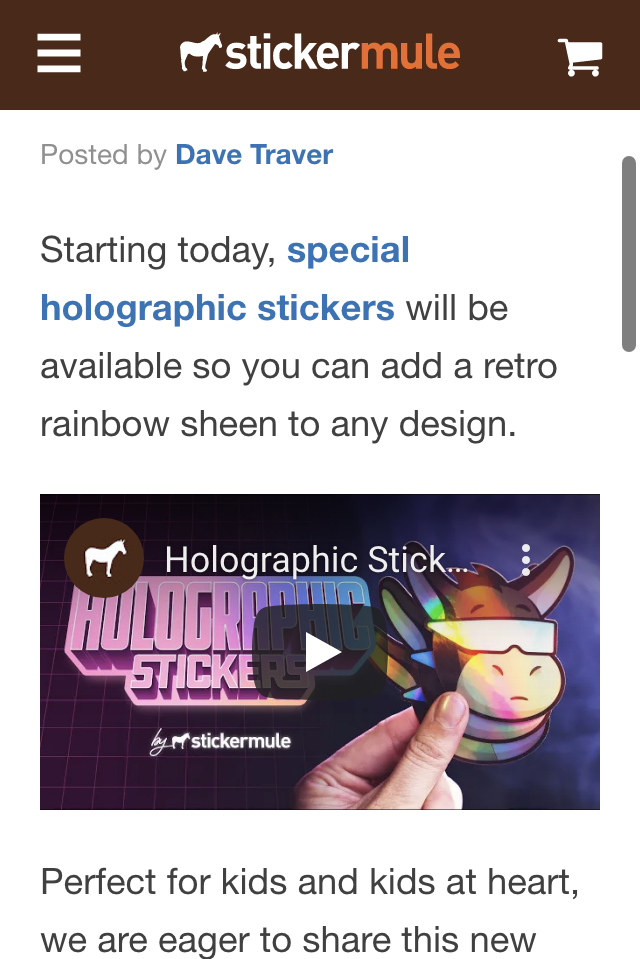 stickermule
Posted by Dave Traver
Starting today, special
holographic stickers will be
available so you can add a retro
rainbow sheen to any design.
Holographic Stick...
HOLOGRAPHIC
STICKERS
by stickermule
Perfect for kids and kids at heart,
we are eager to share this new